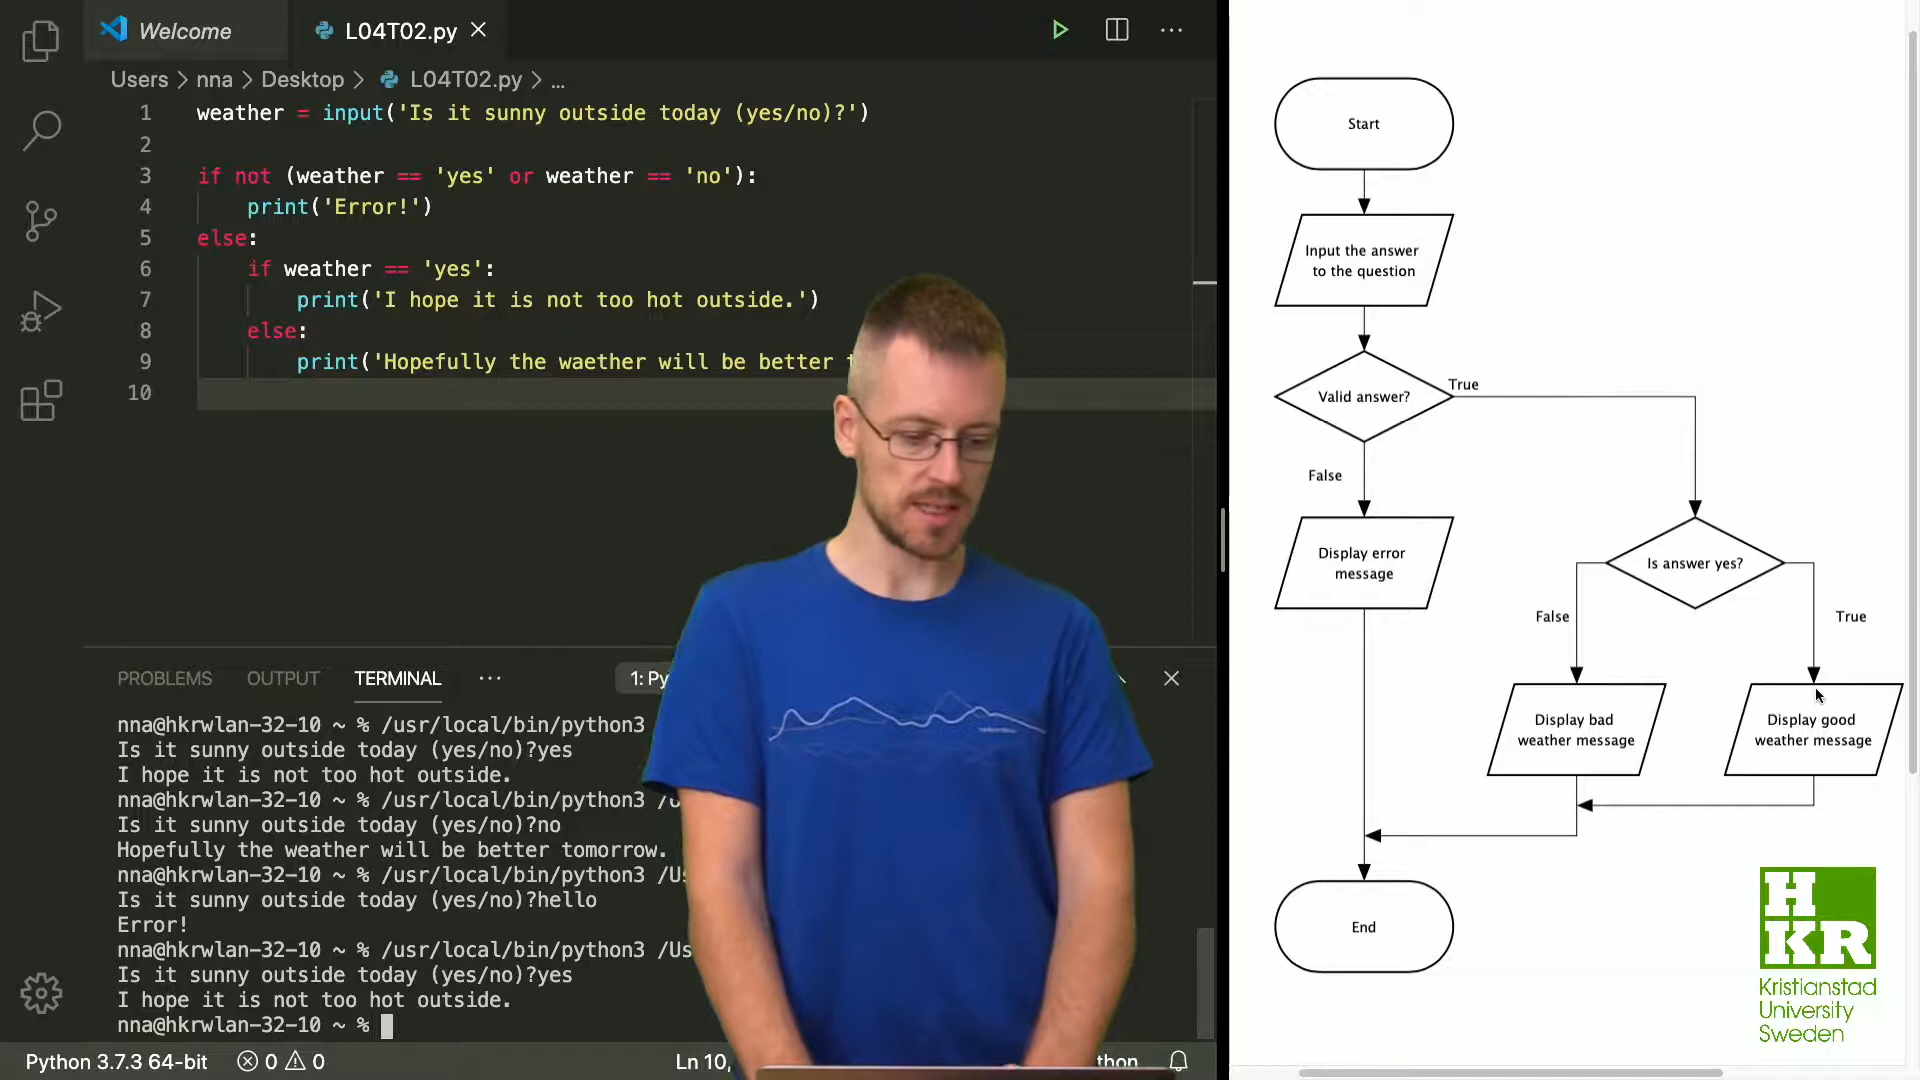 Welcome
L04T02.py
Users > nna > Desktop > L04T02.py > ...
1 weather = input('Is it sunny outside today (yes/no)?')
2
3 if not (weather == 'yes' or weather == 'no'):
4 print('Error!')
5 else:
6 if weather == 'yes':
7 print('I hope it is not too hot outside.')
8 else:
9 print('Hopefully the waether will be better
10
PROBLEMS OUTPUT TERMINAL ...
1: Py
nna@hkrwlan-32-10 ~ % /usr/local/bin/python3
Is it sunny outside today (yes/no)?yes
I hope it is not too hot outside.
nna@hkrwlan-32-10 ~ % /usr/local/bin/python3
Is it sunny outside today (yes/no)?no
Hopefully the weather will be better tomorrow.
nna@hkrwlan-32-10 ~ % /usr/local/bin/python3 /Us
Is it sunny outside today (yes/no)?hello
Error!
nna@hkrwlan-32-10 ~ % /usr/local/bin/python3 /Us
Is it sunny outside today (yes/no)?yes
I hope it is not too hot outside.
nna@hkrwlan-32-10 ~ %
Python 3.7.3 64-bit 0 0 Ln 10, thon
Start
Input the answer
to the question
Valid answer?
True
False
Display error
message
Is answer yes?
False
True
Display bad
weather message
Display good
weather message
End
HKR
Kristianstad
University
Sweden